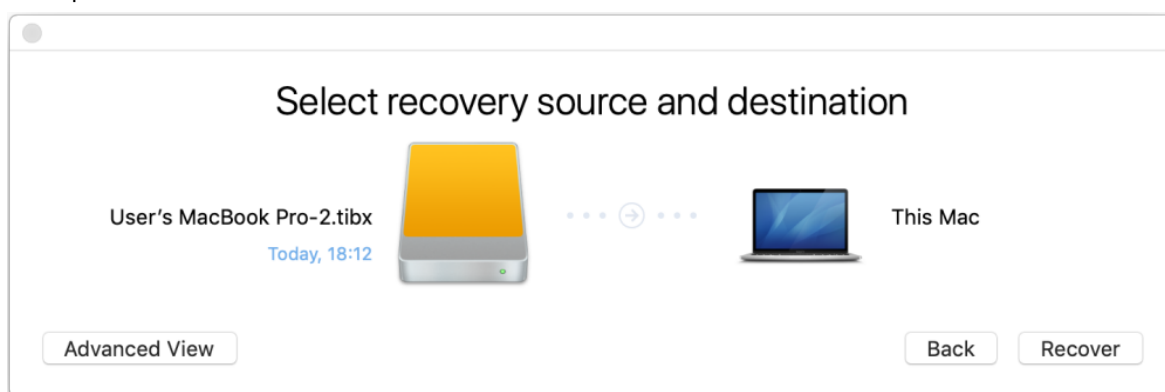 Select recovery source and destination
User's MacBook Pro-2.tibx
This Mac
Today, 18:12
Advanced View
Back
Recover